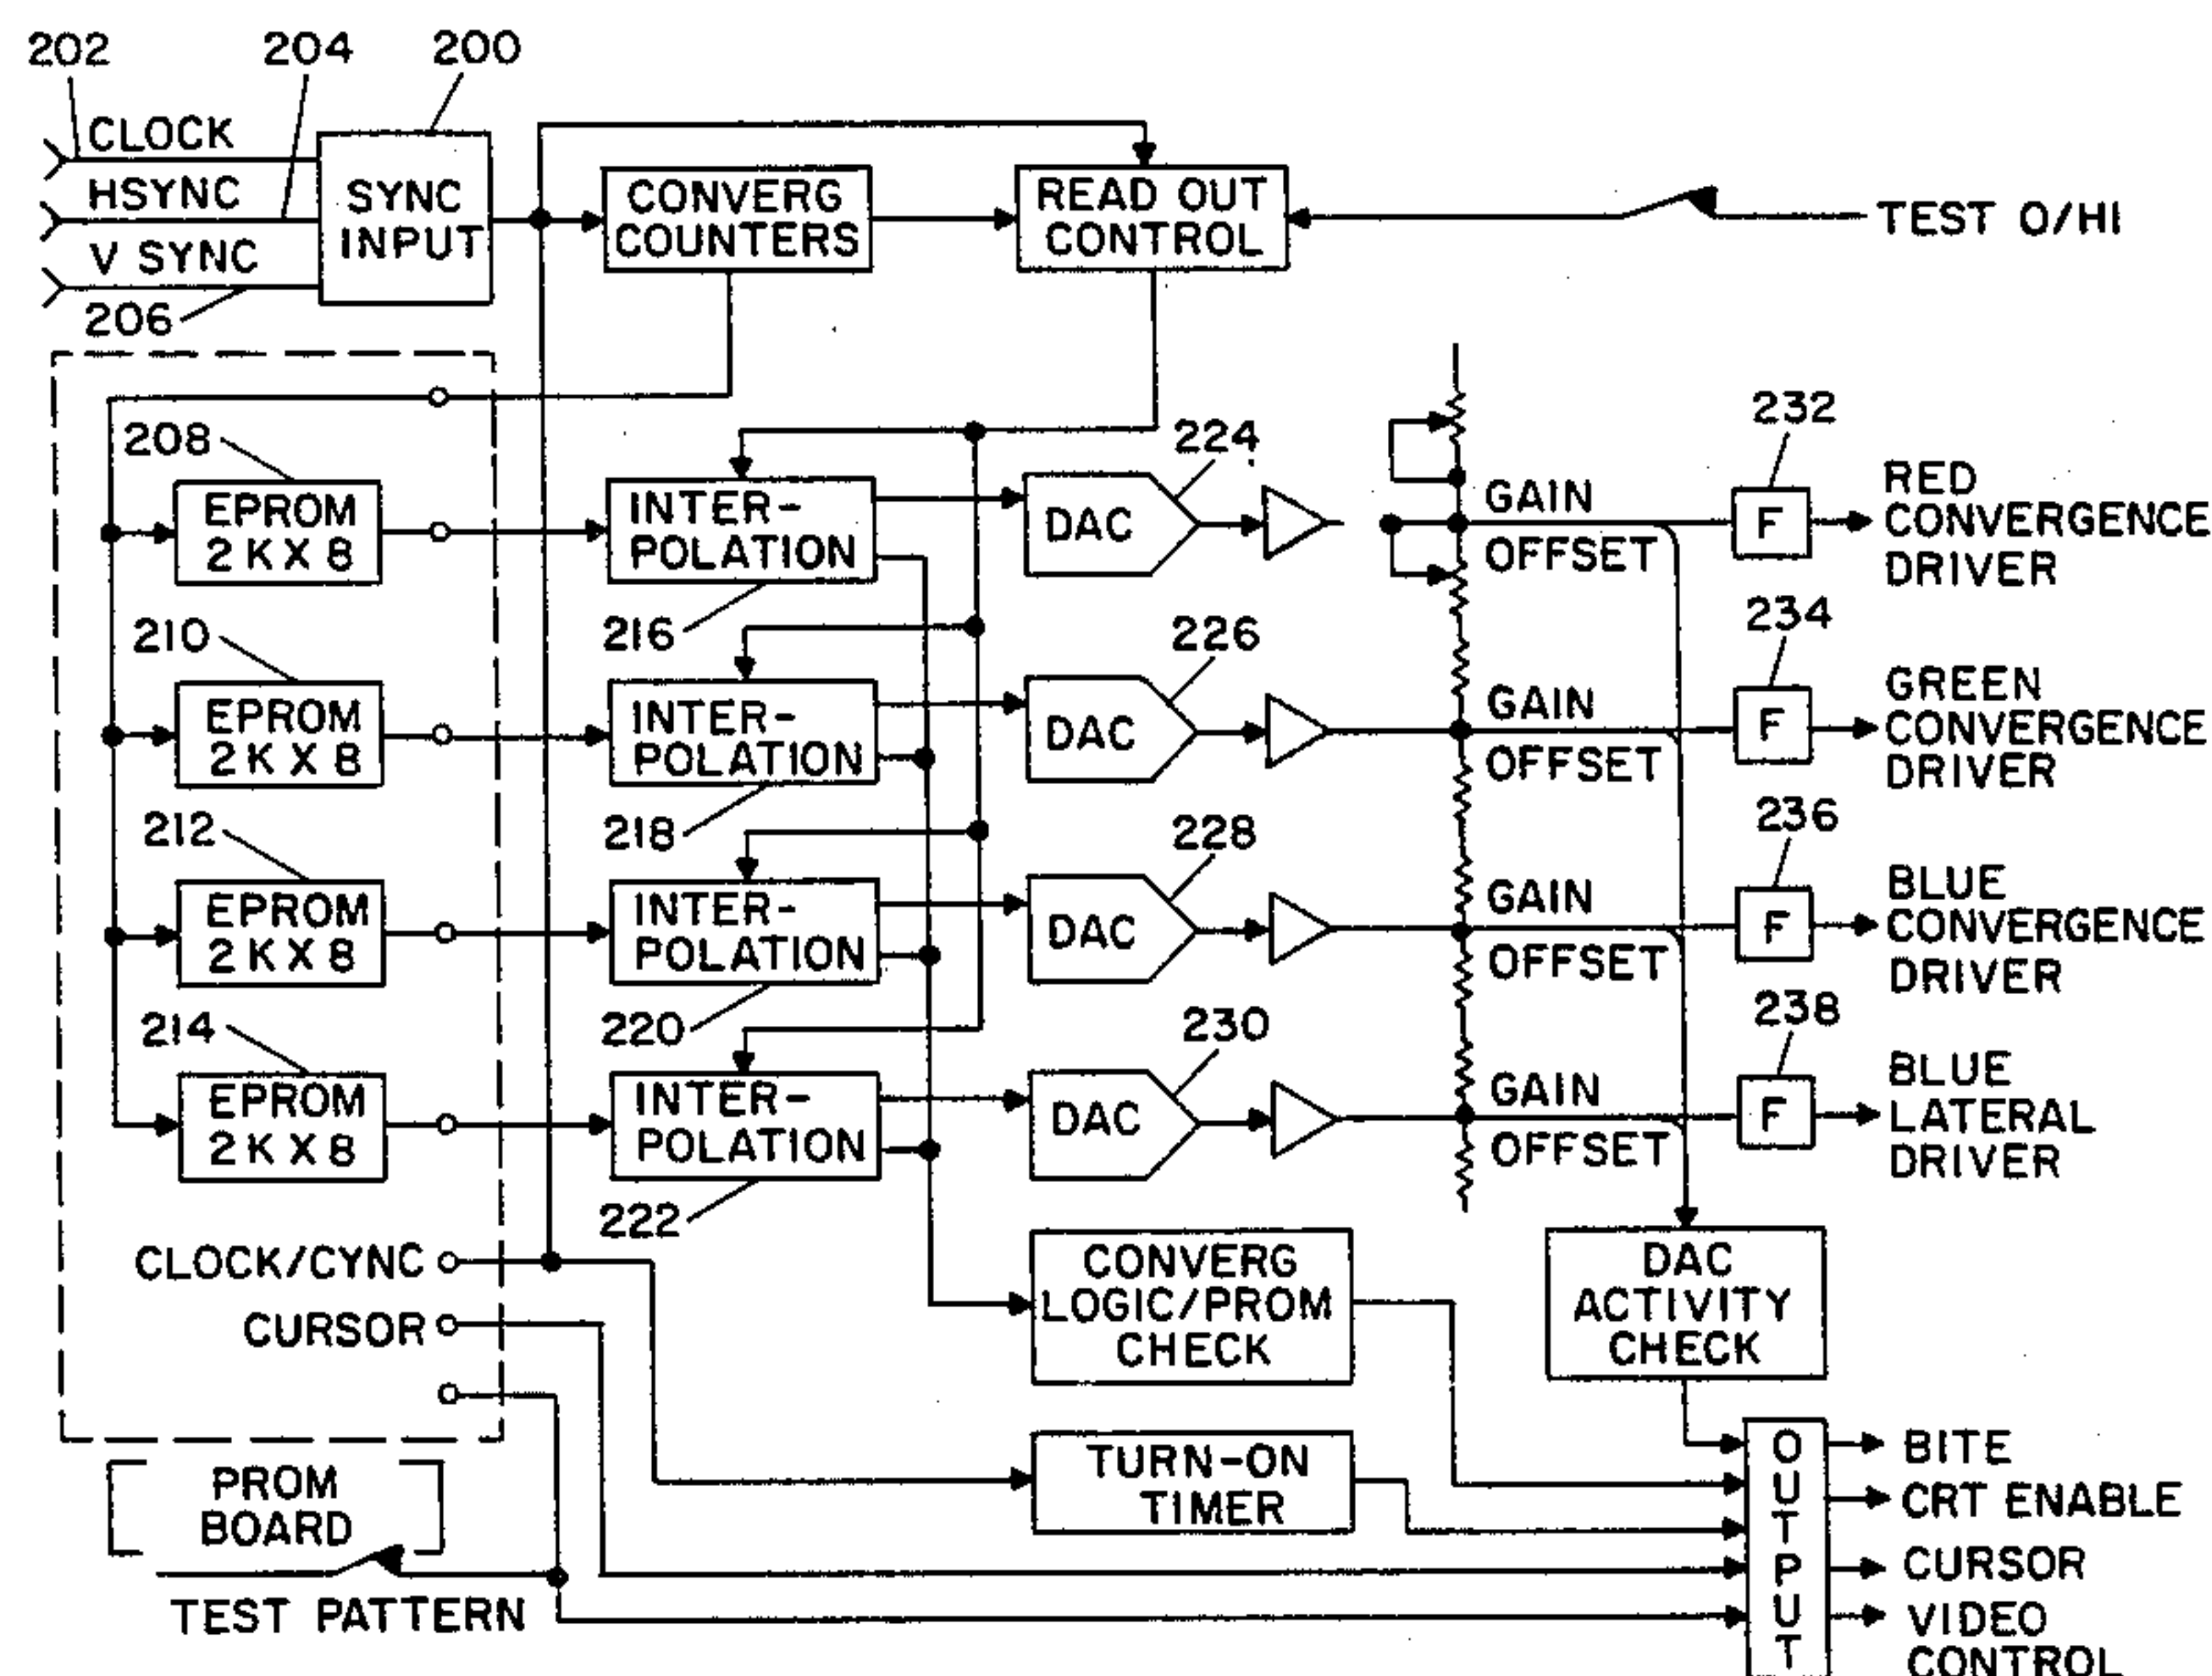 202
204
200
CLOCK
HSYNC
V SYNC
206
SYNC
INPUT
CONVERG
COUNTERS
READ OUT
CONTROL
TEST O/HI
208
EPROM
2K X 8
INTER-
POLATION
216
224
DAC
GAIN
OFFSET
232
F
RED
CONVERGENCE
DRIVER
210
EPROM
2K X 8
INTER-
POLATION
218
226
DAC
GAIN
OFFSET
234
F
GREEN
CONVERGENCE
DRIVER
212
EPROM
2K X 8
INTER-
POLATION
220
228
DAC
GAIN
OFFSET
236
F
BLUE
CONVERGENCE
DRIVER
214
EPROM
2K X 8
INTER-
POLATION
222
230
DAC
GAIN
OFFSET
238
F
BLUE
LATERAL
DRIVER
CLOCK/CYNC
CURSOR
CONVERG
LOGIC/PROM
CHECK
DAC
ACTIVITY
CHECK
PROM
BOARD
TEST PATTERN
TURN-ON
TIMER
OUTPUT
BITE
CRT ENABLE
CURSOR
VIDEO
CONTROL